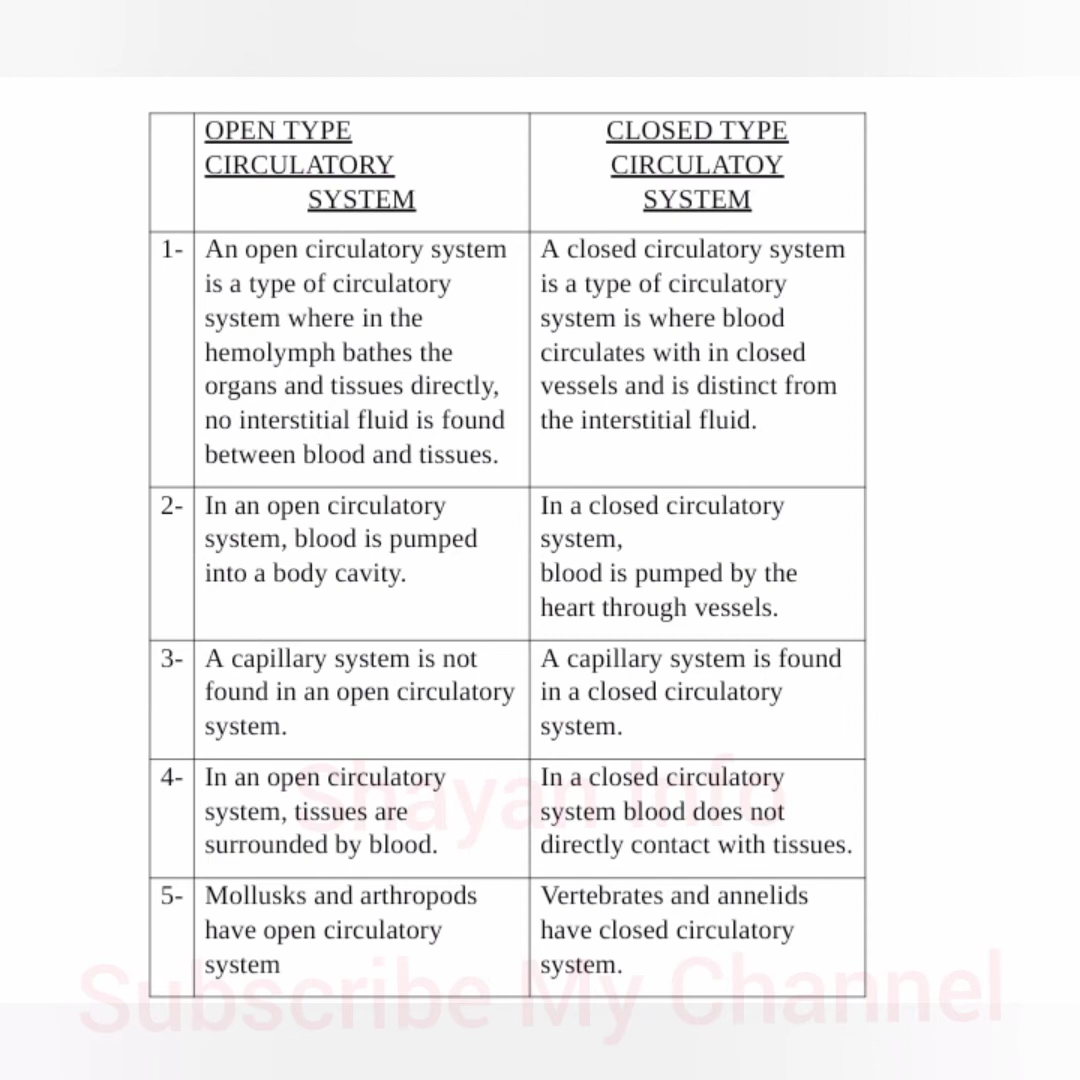 OPEN TYPE
CIRCULATORY
SYSTEM
CLOSED TYPE
CIRCULATOY
SYSTEM
1-
An open circulatory system
is a type of circulatory
system where in the
hemolymph bathes the
organs and tissues directly,
no interstitial fluid is found
between blood and tissues.
A closed circulatory system
is a type of circulatory
system is where blood
circulates with in closed
vessels and is distinct from
the interstitial fluid.
2-
In an open circulatory
system, blood is pumped
into a body cavity.
In a closed circulatory
system,
blood is pumped by the
heart through vessels.
3-
A capillary system is not
found in an open circulatory
system.
A capillary system is found
in a closed circulatory
system.
4-
In an open circulatory
system, tissues are
surrounded by blood.
In a closed circulatory
system blood does not
directly contact with tissues.
5-
Mollusks and arthropods
have open circulatory
system
Vertebrates and annelids
have closed circulatory
system.
Shayan Info
Subscribe My Channel